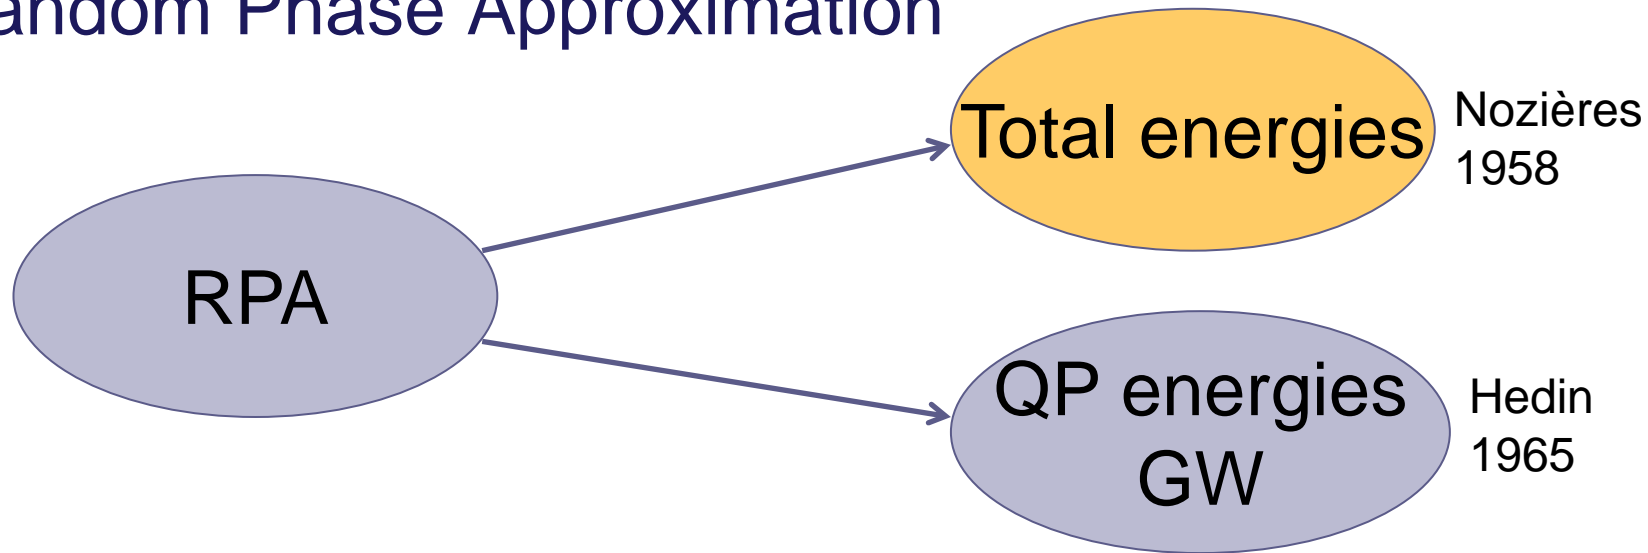 andom Phase Approximation
Total energies
Nozières
1958
RPA
QP energies
GW
Hedin
1965